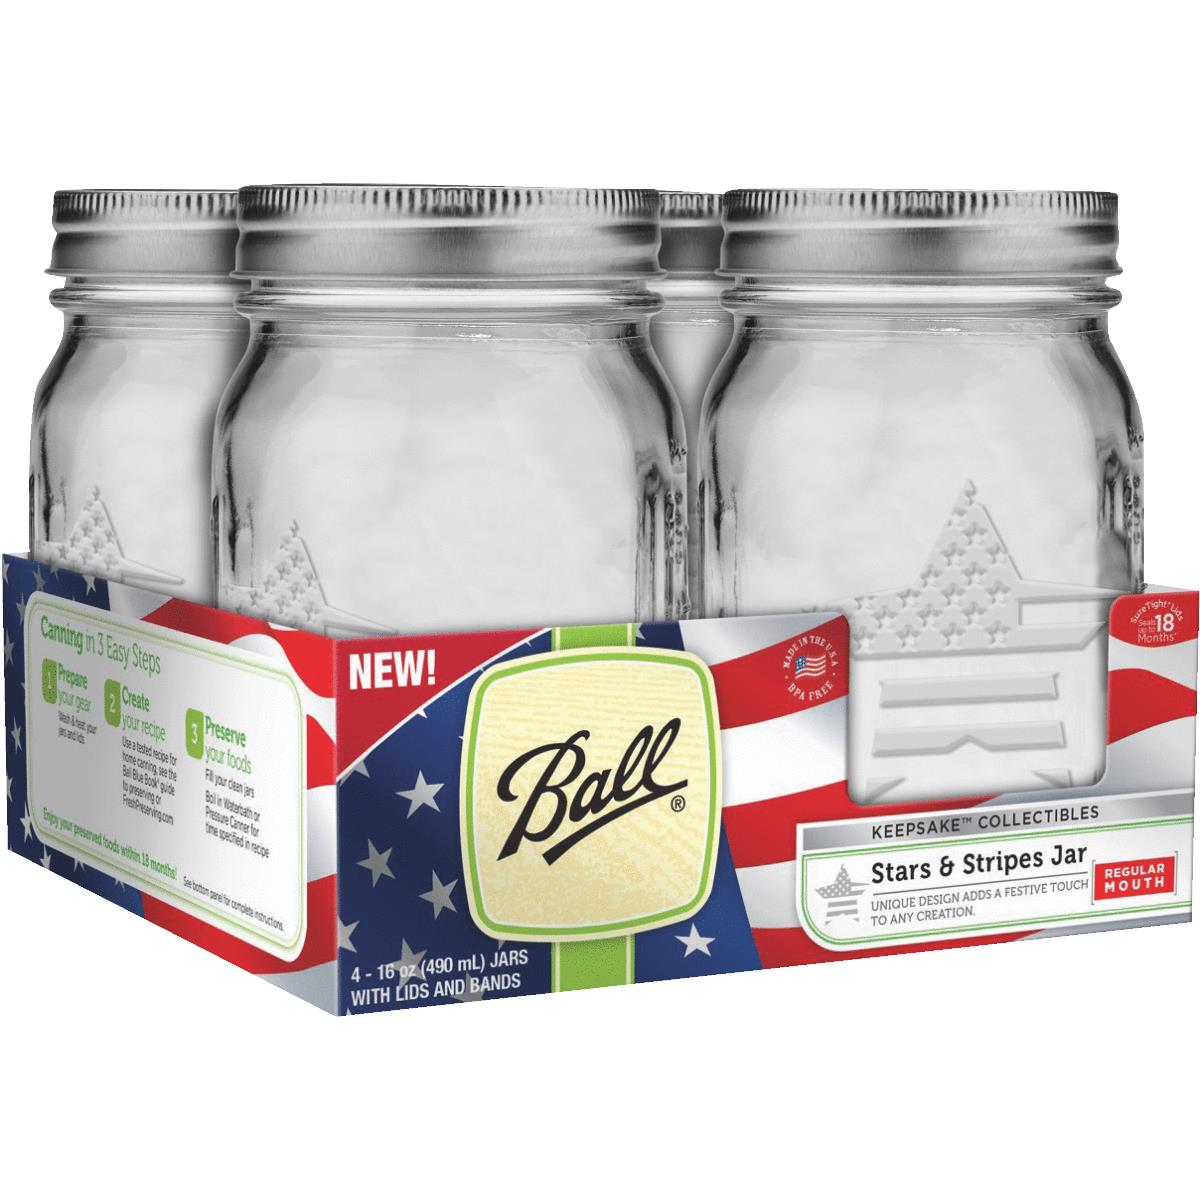 Canning in 3 Easy Steps
1 Prepare
your gear
Wash & heat your
jars and lids
2 Create
your recipe
Use a tested recipe for
home canning, see the
Ball Blue Book® guide
to preserving or
FreshPreserving.com
3 Preserve
your foods
Fill your clean jars
Boil in Waterbath or
Pressure Canner for
time specified in recipe
Enjoy your preserved foods within 18 months!
See bottom panel for complete instructions.
NEW!
Ball®
4 - 16 oz (490 mL) JARS
WITH LIDS AND BANDS
MADE IN THE U.S.A.
BPA FREE
SureTight™ Lids
Seals
up to 18
Months*
KEEPSAKE™ COLLECTIBLES
Stars & Stripes Jar
UNIQUE DESIGN ADDS A FESTIVE TOUCH
TO ANY CREATION.
REGULAR
MOUTH